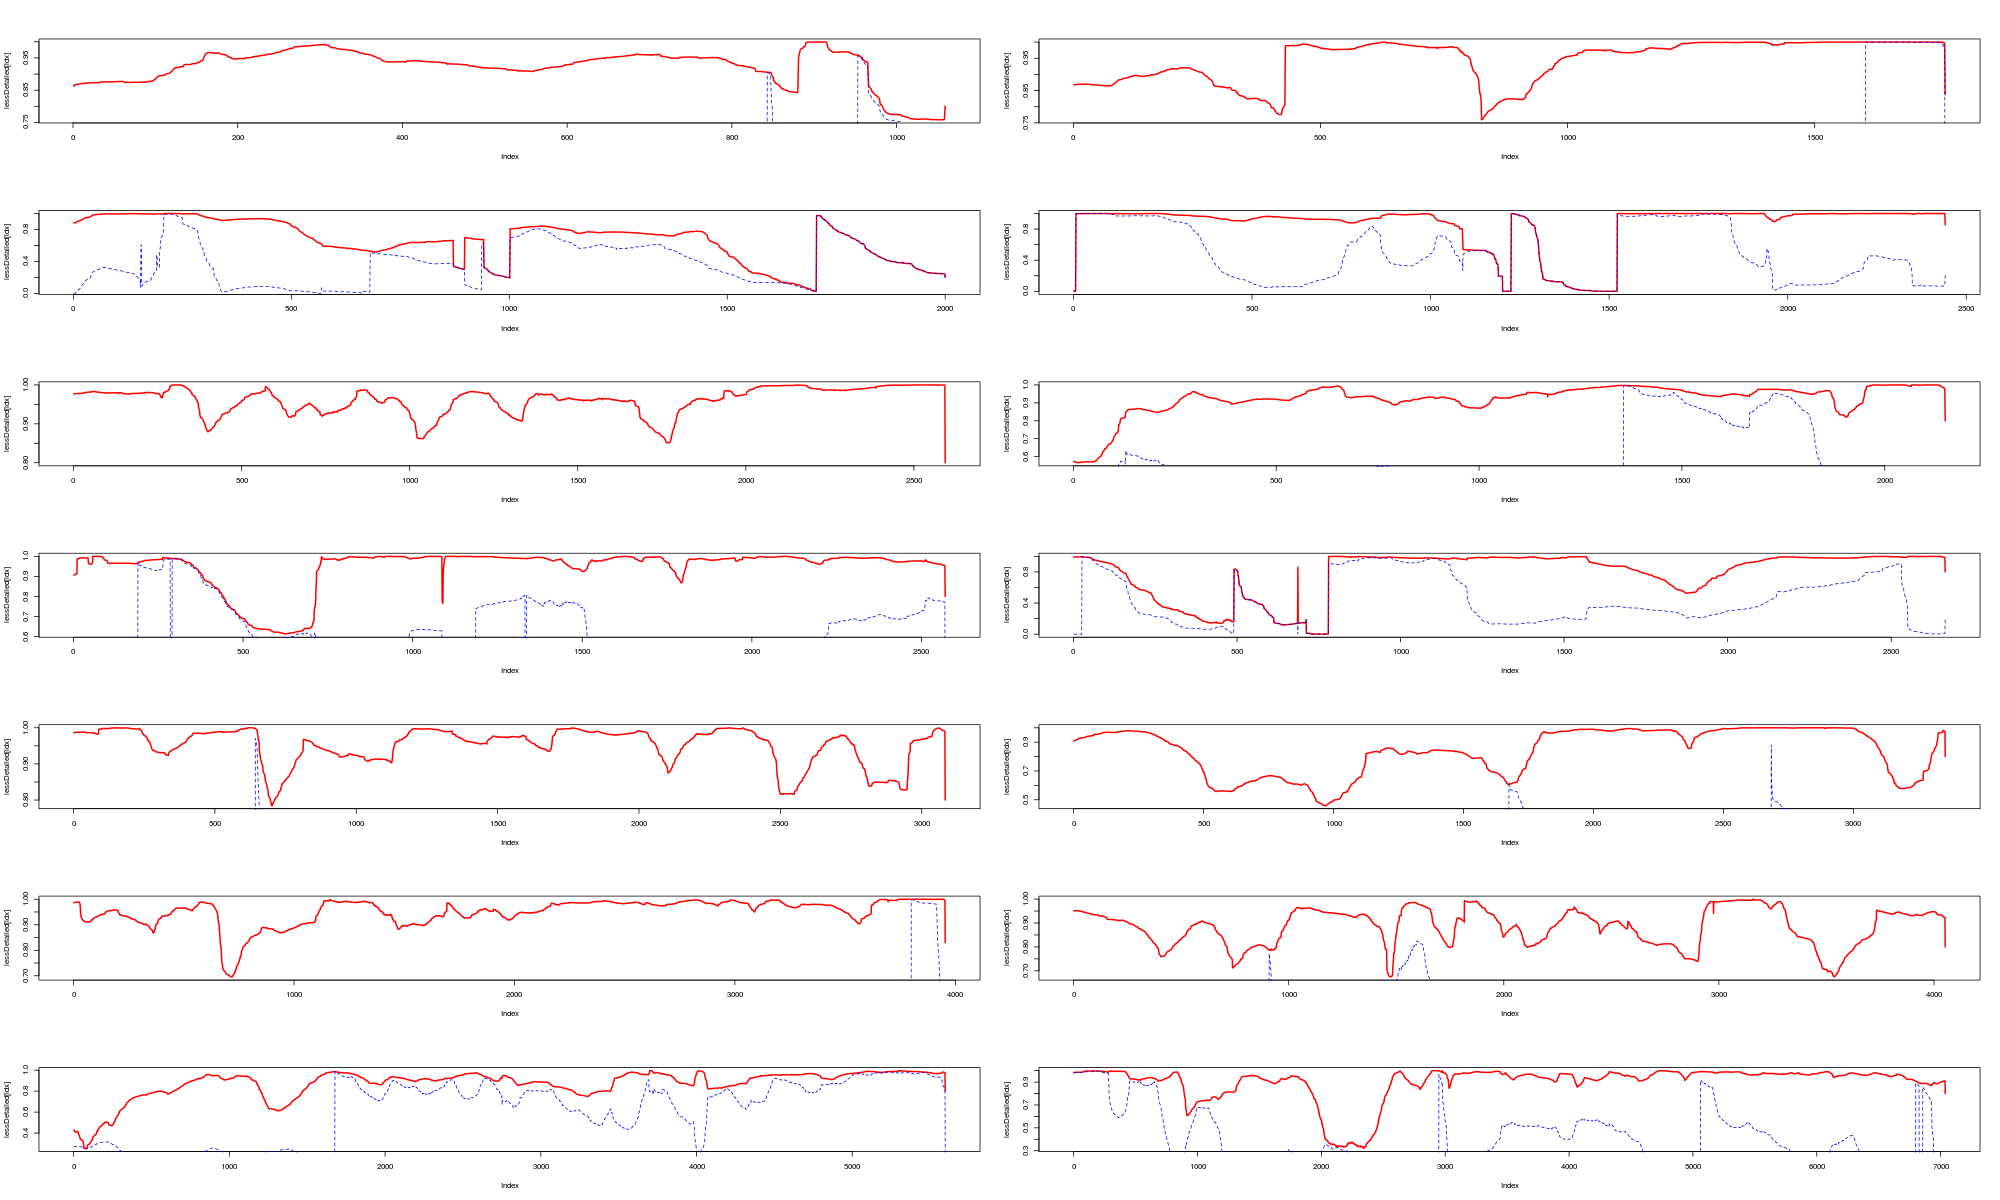 lessDetailed[idx]
0.75 0.85 0.95
0 200 400 600 800 1000
Index
lessDetailed[idx]
0.75 0.85 0.95
0 500 1000 1500
Index
lessDetailed[idx]
0.0 0.4 0.8
0 500 1000 1500 2000
Index
lessDetailed[idx]
0.0 0.4 0.8
0 500 1000 1500 2000 2500
Index
lessDetailed[idx]
0.80 0.90 1.00
0 500 1000 1500 2000 2500
Index
lessDetailed[idx]
0.6 0.7 0.8 0.9 1.0
0 500 1000 1500 2000
Index
lessDetailed[idx]
0.6 0.7 0.8 0.9 1.0
0 500 1000 1500 2000 2500
Index
lessDetailed[idx]
0.0 0.4 0.8
0 500 1000 1500 2000 2500
Index
lessDetailed[idx]
0.80 0.90 1.00
0 500 1000 1500 2000 2500 3000
Index
lessDetailed[idx]
0.5 0.7 0.9
0 500 1000 1500 2000 2500 3000
Index
lessDetailed[idx]
0.70 0.80 0.90 1.00
0 1000 2000 3000 4000
Index
lessDetailed[idx]
0.70 0.80 0.90 1.00
0 1000 2000 3000 4000
Index
lessDetailed[idx]
0.4 0.6 0.8 1.0
0 1000 2000 3000 4000 5000
Index
lessDetailed[idx]
0.3 0.5 0.7 0.9
0 1000 2000 3000 4000 5000 6000 7000
Index